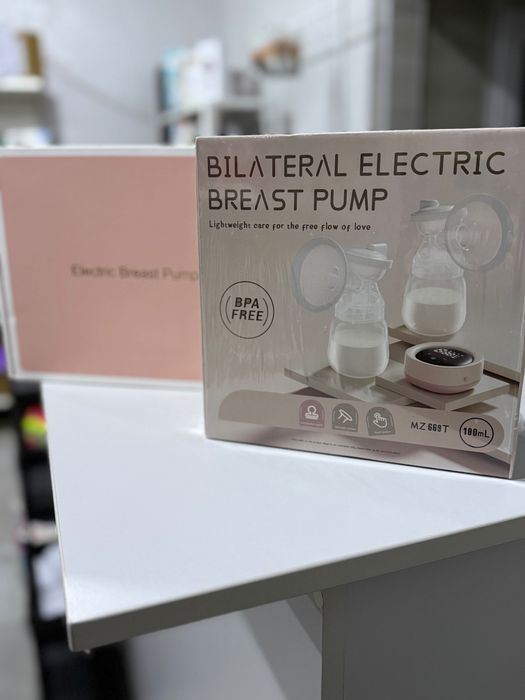 BILATERAL ELECTRIC
BREAST PUMP
Lightweight care for the free flow of love
Electric Breast Pump
BPA
FREE
MZ-669T
180mL